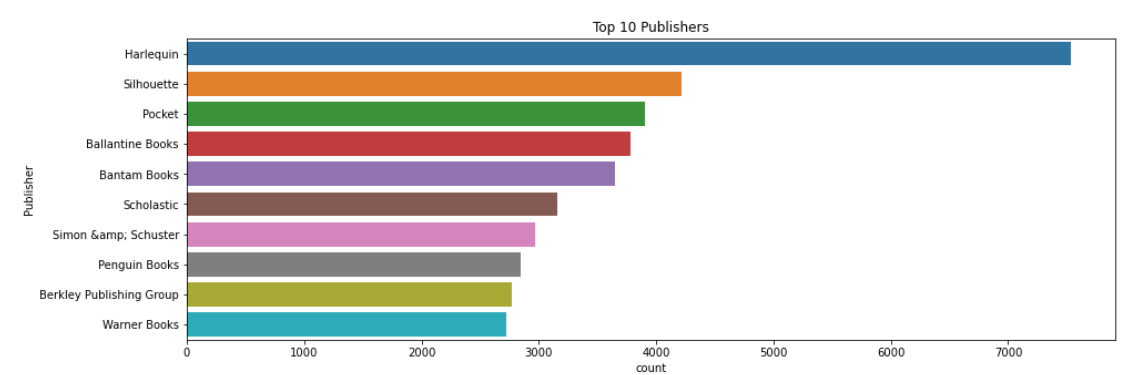 Top 10 Publishers
Publisher
Harlequin
Silhouette
Pocket
Ballantine Books
Bantam Books
Scholastic
Simon &amp; Schuster
Penguin Books
Berkley Publishing Group
Warner Books
0 1000 2000 3000 4000 5000 6000 7000
count